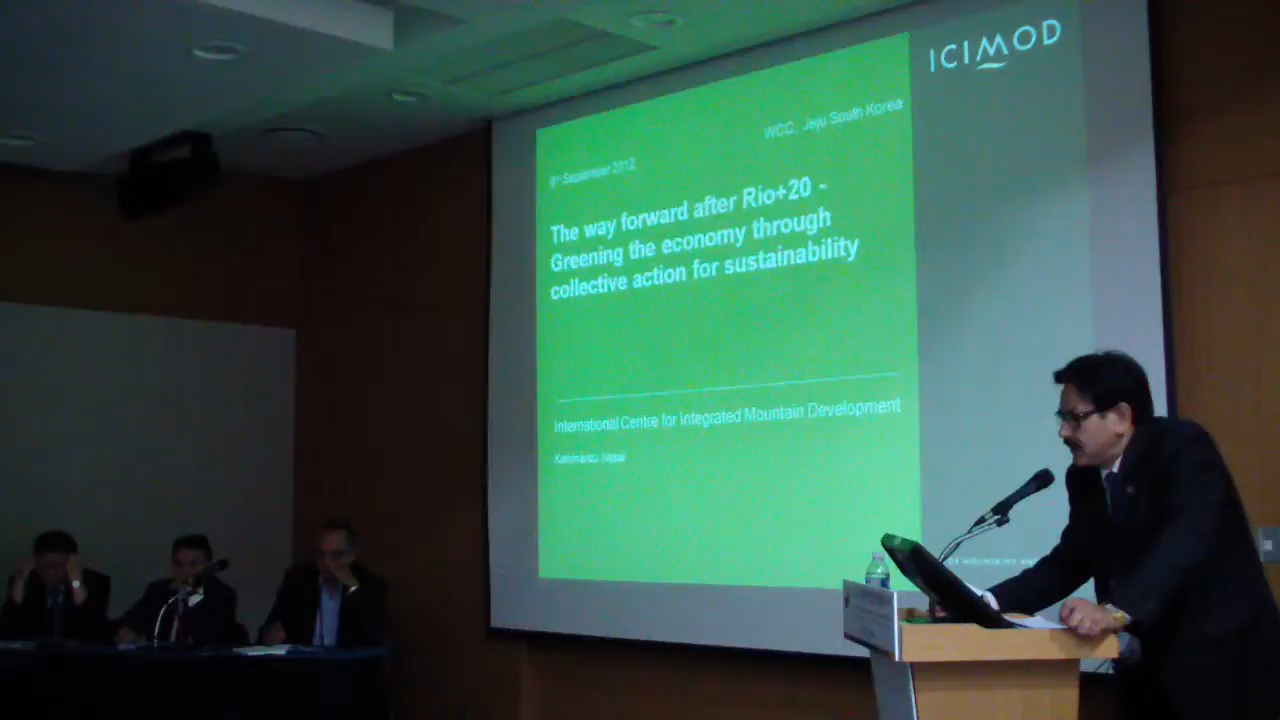 ICIMOD
WCC, Jeju South Korea
September 2012
The way forward after Rio+20 -
Greening the economy through
collective action for sustainability
International Centre for Integrated Mountain Development
Kathmandu, Nepal